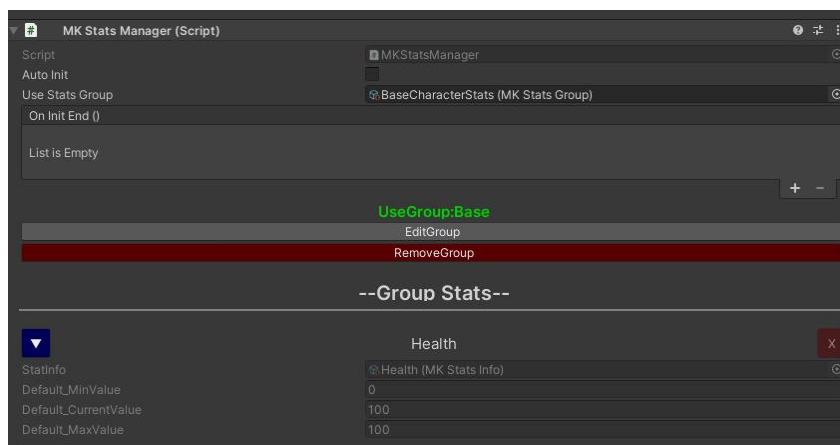 MK Stats Manager (Script)
Script MKStatsManager
Auto Init
Use Stats Group BaseCharacterStats (MK Stats Group)
On Init End ()
List is Empty
+ −
UseGroup:Base
EditGroup
RemoveGroup
--Group Stats--
Health X
StatInfo Health (MK Stats Info)
Default_MinValue 0
Default_CurrentValue 100
Default_MaxValue 100